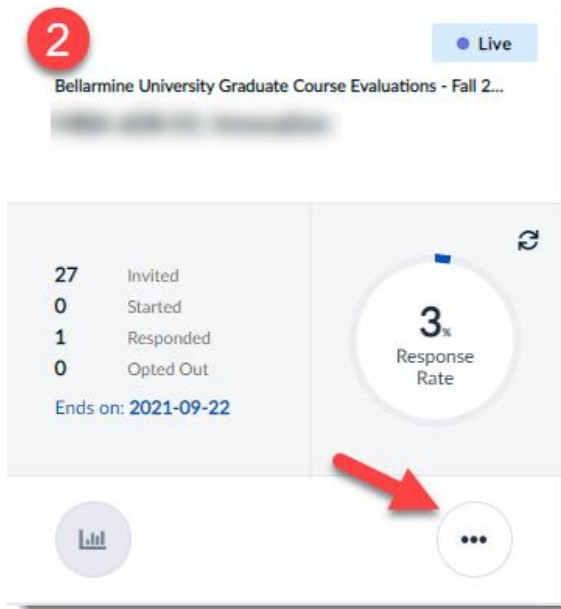 2
Live
Bellarmine University Graduate Course Evaluations - Fall 2...
27 Invited
0 Started
1 Responded
0 Opted Out
Ends on: 2021-09-22
3%
Response
Rate